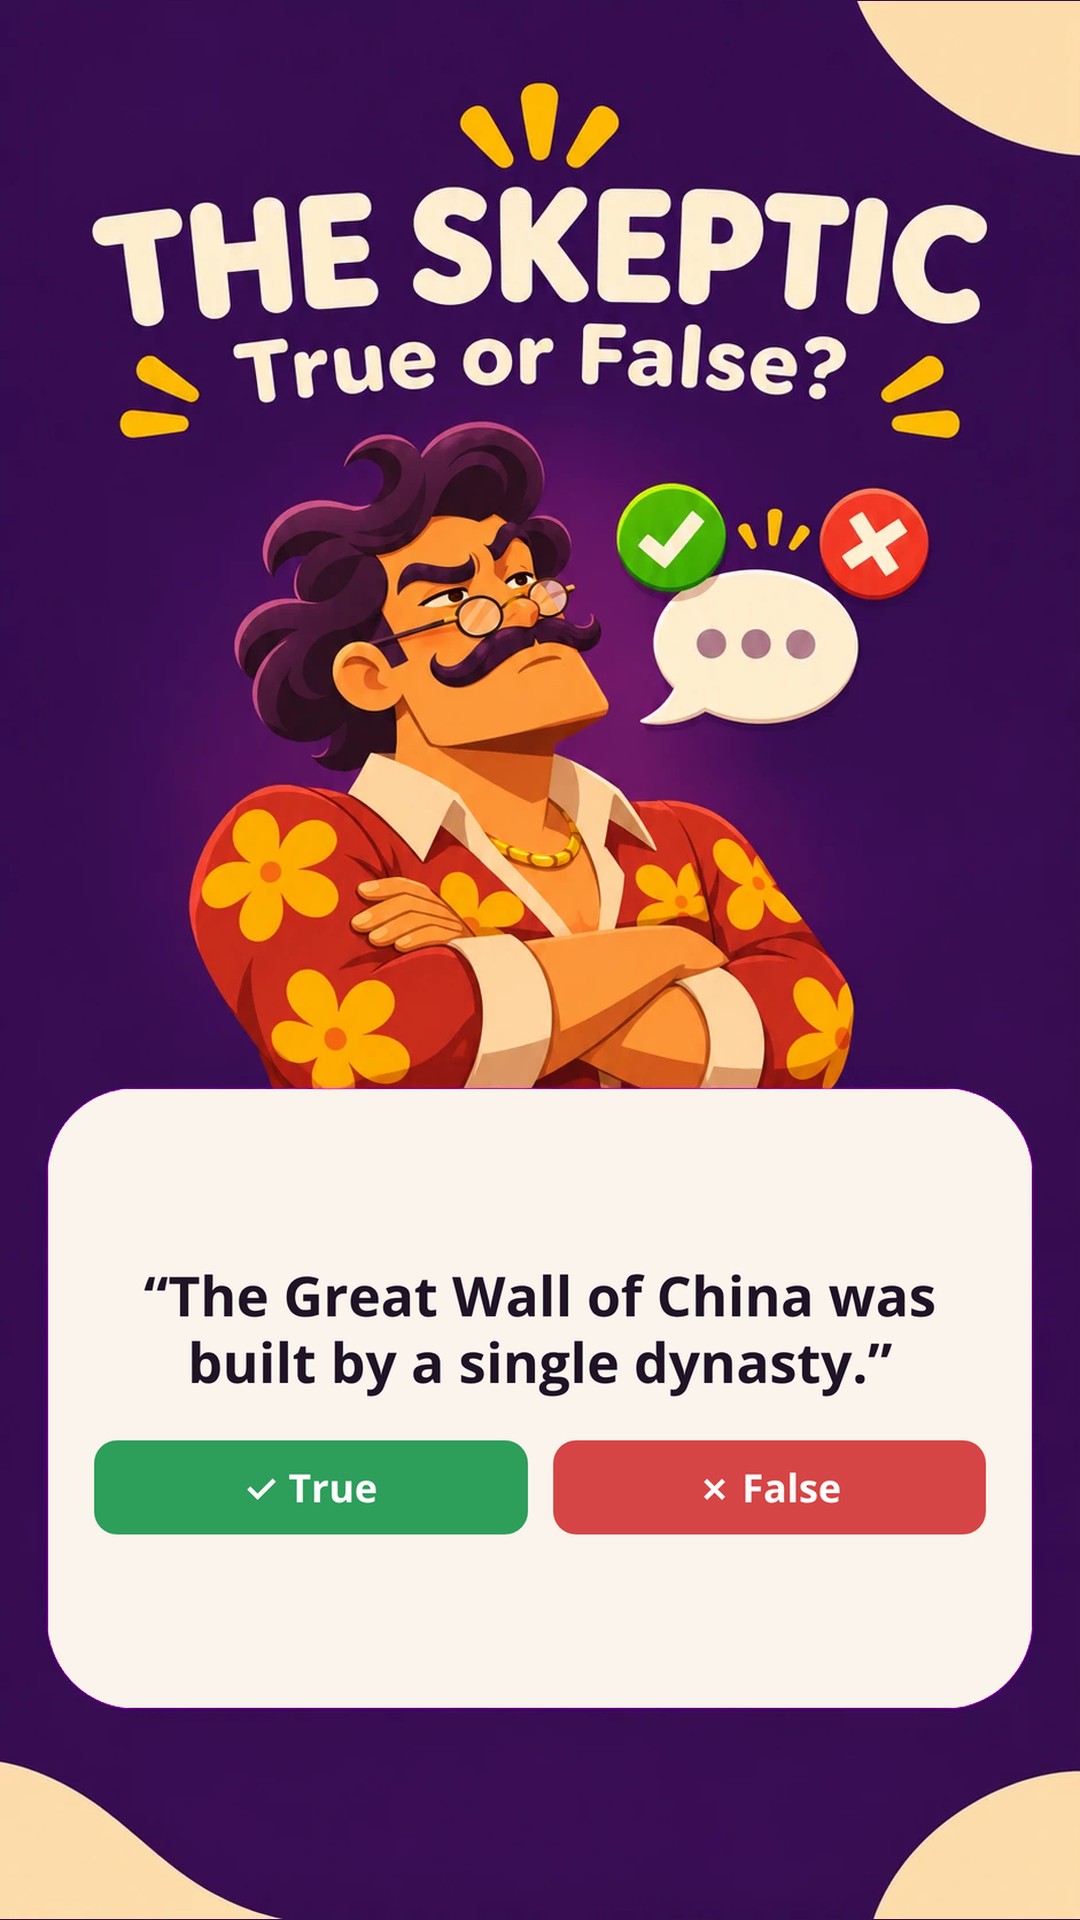 THE SKEPTIC
True or False?
“The Great Wall of China was
built by a single dynasty.”
✓ True
× False